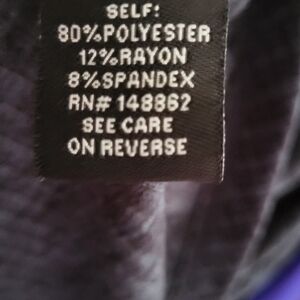 SELF:
80%POLYESTER
12%RAYON
8%SPANDEX
RN# 148862
SEE CARE
ON REVERSE